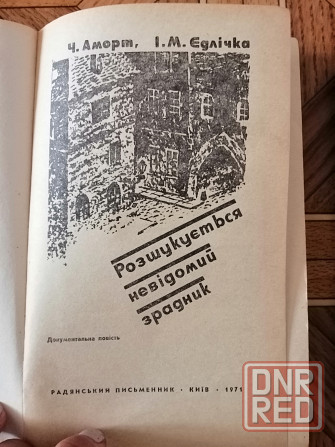 Ч. Аморт, І. М. Єдлічка
Розшукується
невідомий
зрадник
Документальна повість
РАДЯНСЬКИЙ ПИСЬМЕННИК · КИЇВ · 1971
DNR
RED